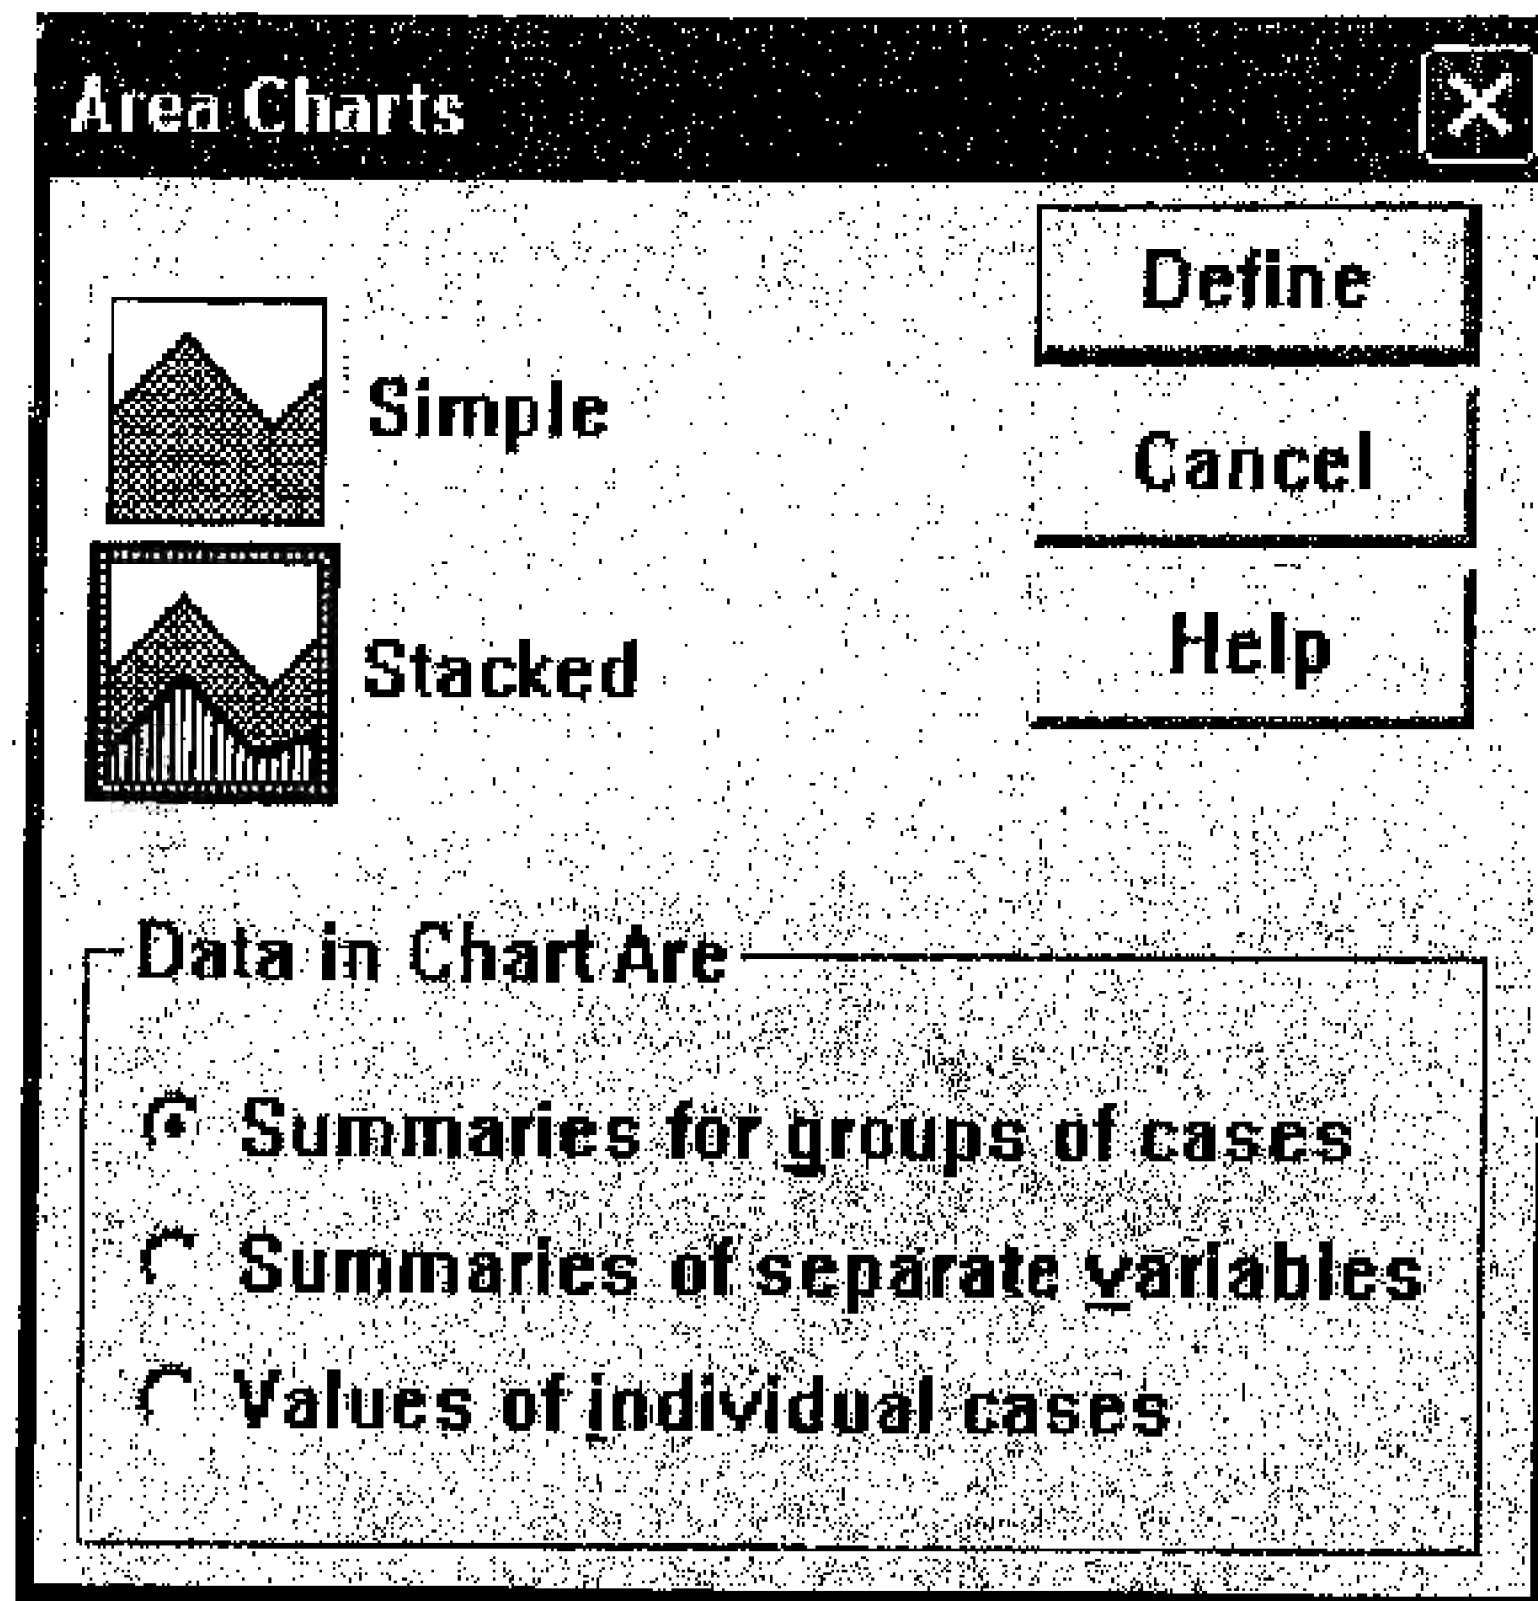 Area Charts
Define
Simple
Cancel
Help
Stacked
Data in Chart Are
Summaries for groups of cases
Summaries of separate variables
Values of individual cases